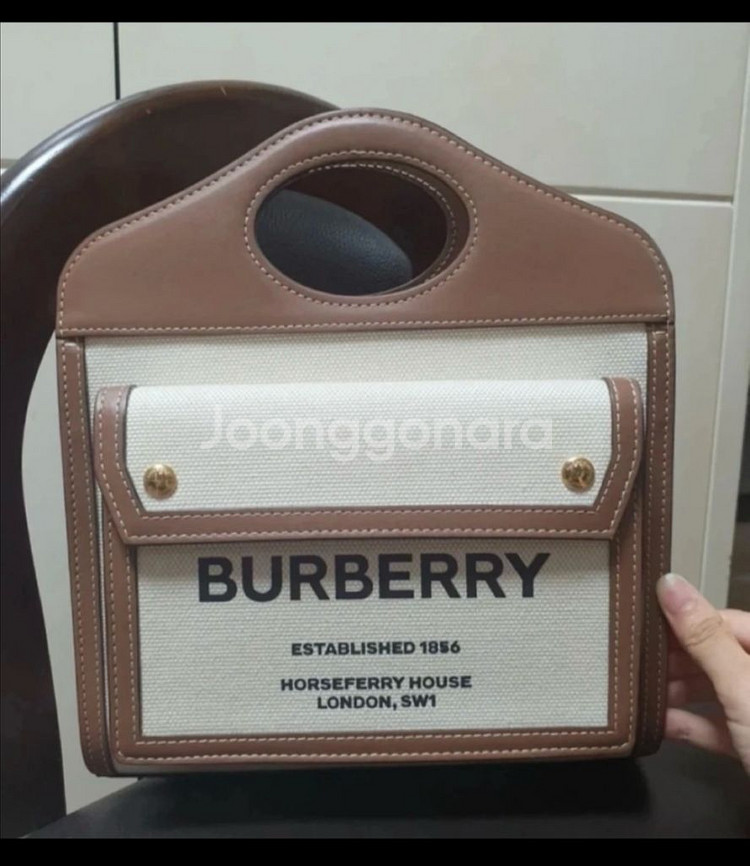 Joonggonara
BURBERRY
ESTABLISHED 1856
HORSEFERRY HOUSE
LONDON, SW1